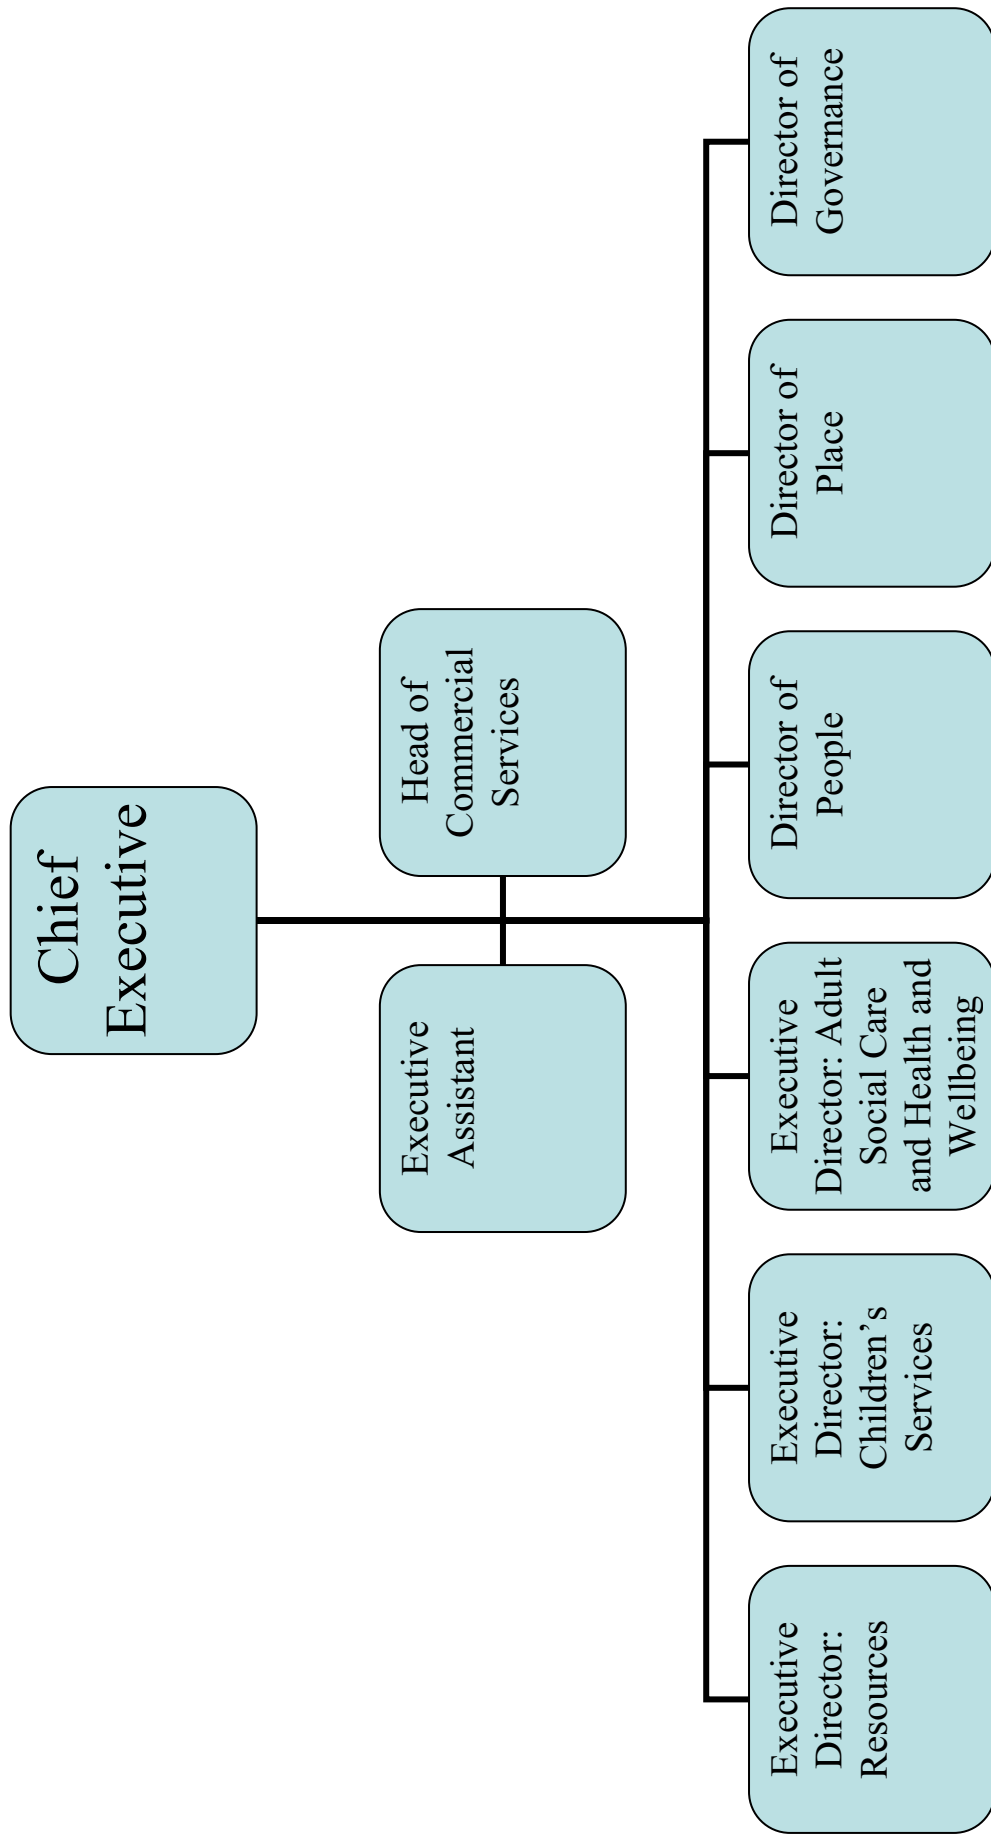 Chief
Executive
Executive
Assistant
Head of
Commercial
Services
Executive
Director:
Resources
Executive
Director:
Children’s
Services
Executive
Director: Adult
Social Care
and Health and
Wellbeing
Director of
People
Director of
Place
Director of
Governance